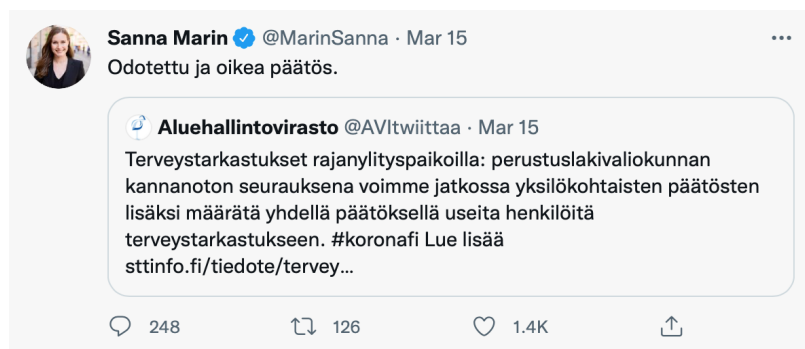 Sanna Marin @MarinSanna · Mar 15
Odotettu ja oikea päätös.
Aluehallintovirasto @AVItwiittaa · Mar 15
Terveystarkastukset rajanylityspaikoilla: perustuslakivaliokunnan
kannanoton seurauksena voimme jatkossa yksilökohtaisten päätösten
lisäksi määrätä yhdellä päätöksellä useita henkilöitä
terveystarkastukseen. #koronafi Lue lisää
sttinfo.fi/tiedote/tervey…
248 126 1.4K